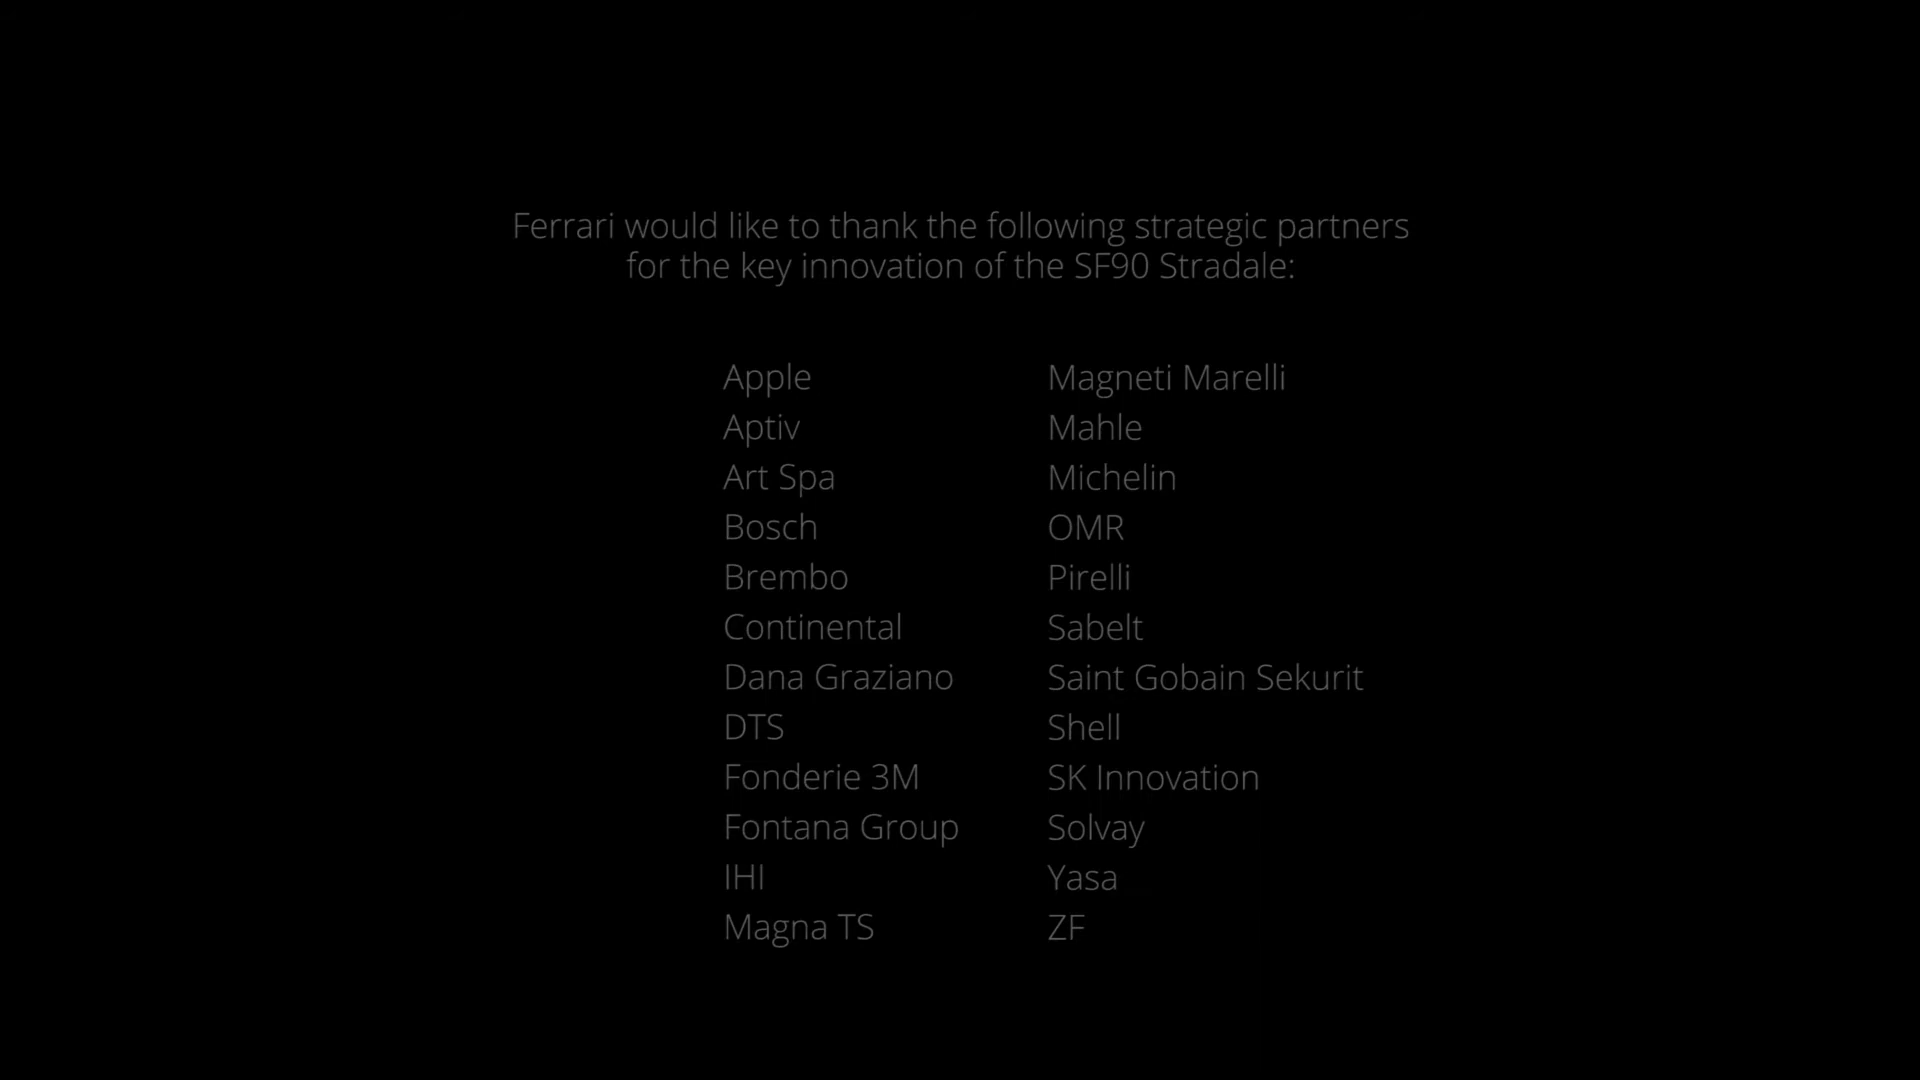 Ferrari would like to thank the following strategic partners
for the key innovation of the SF90 Stradale:
Apple
Aptiv
Art Spa
Bosch
Brembo
Continental
Dana Graziano
DTS
Fonderie 3M
Fontana Group
IHI
Magna TS
Magneti Marelli
Mahle
Michelin
OMR
Pirelli
Sabelt
Saint Gobain Sekurit
Shell
SK Innovation
Solvay
Yasa
ZF